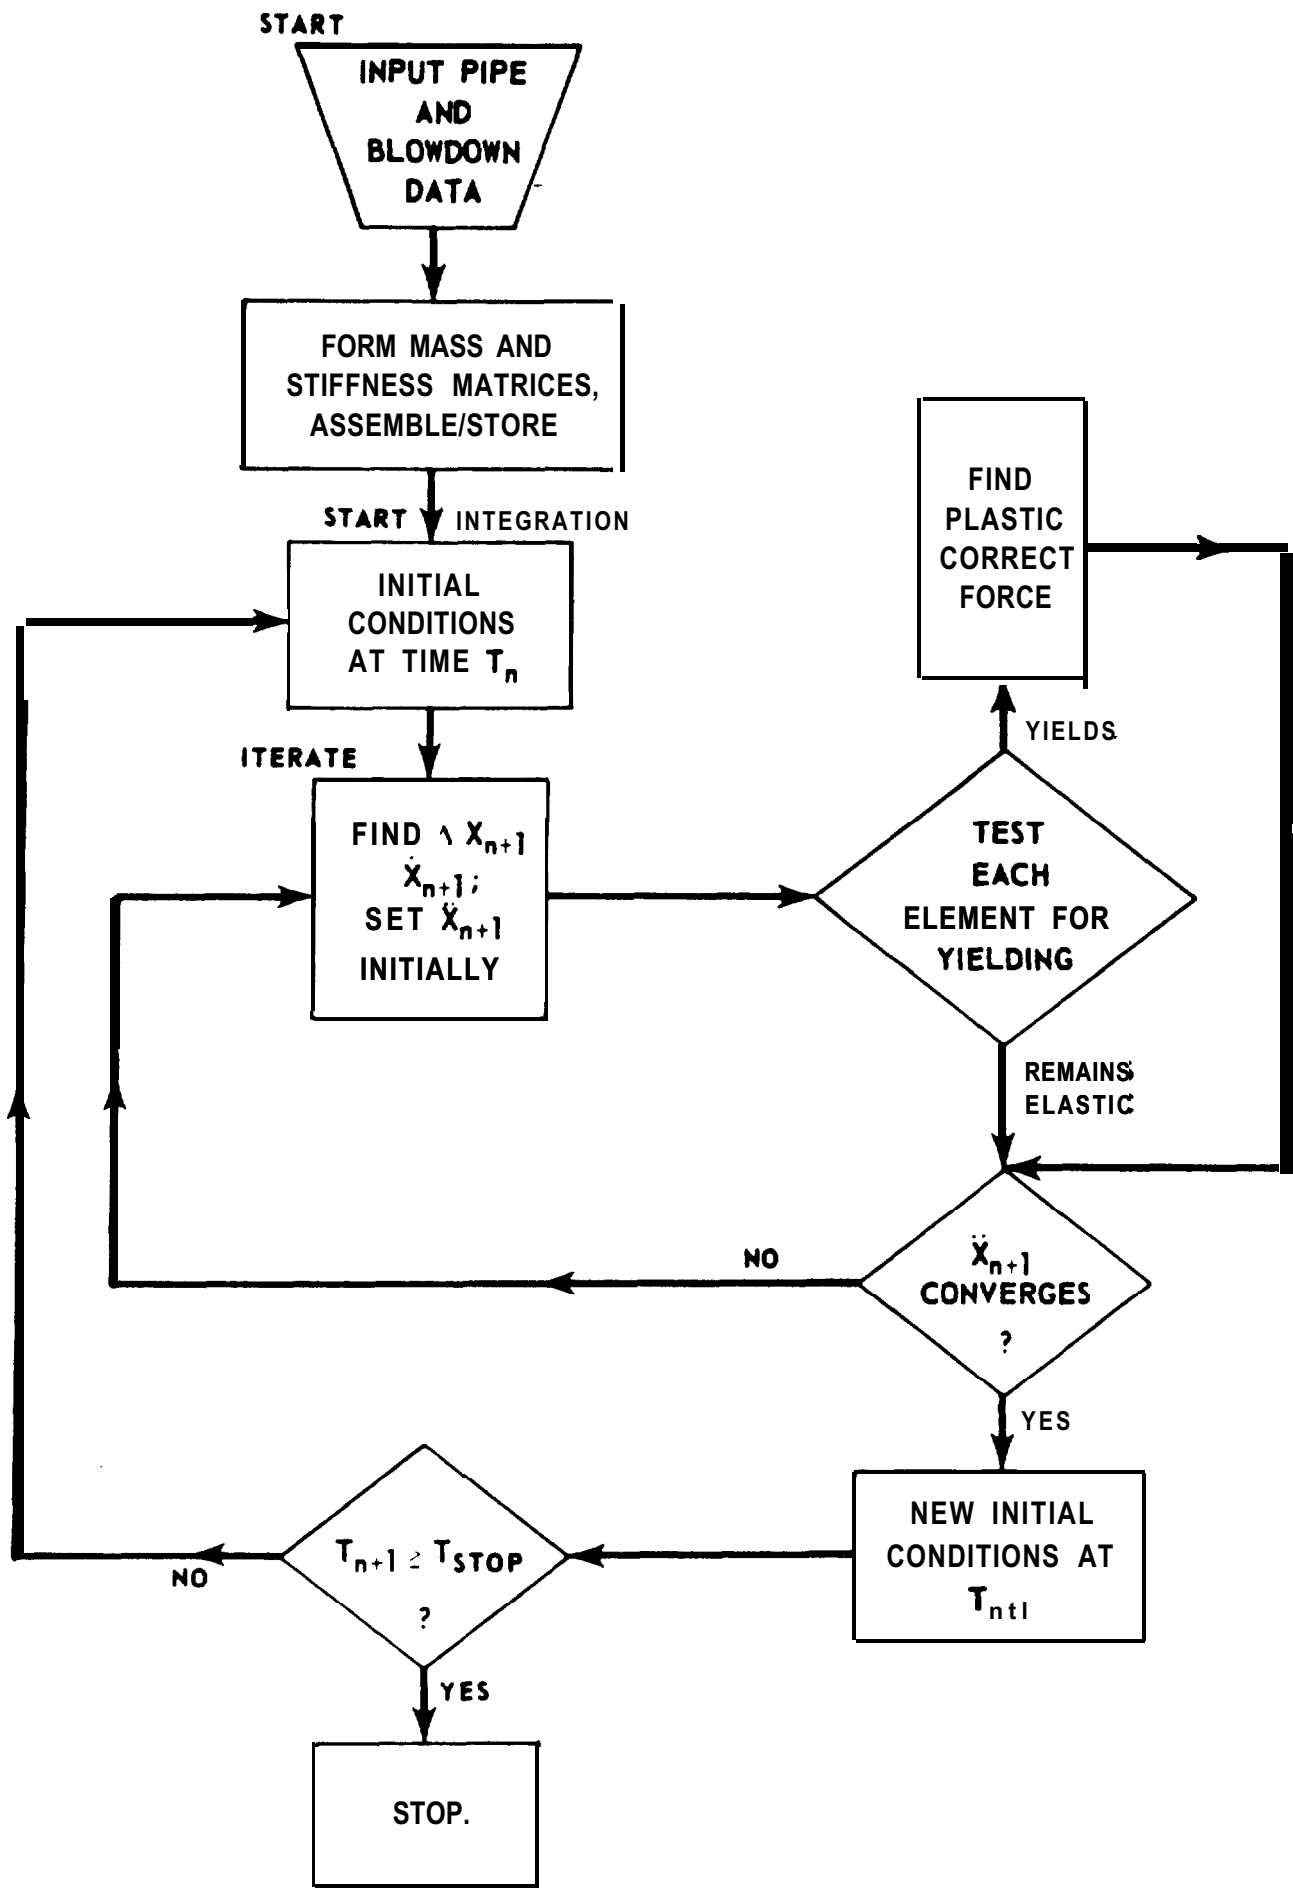 START
INPUT PIPE
AND
BLOWDOWN
DATA
FORM MASS AND
STIFFNESS MATRICES,
ASSEMBLE/STORE
START INTEGRATION
INITIAL
CONDITIONS
AT TIME Tn
ITERATE
FIND Xn+1
Ẋn+1;
SET Ẍn+1
INITIALLY
FIND
PLASTIC
CORRECT
FORCE
YIELDS
TEST
EACH
ELEMENT FOR
YIELDING
REMAINS
ELASTIC
Ẍn+1
CONVERGES
?
NO
YES
NEW INITIAL
CONDITIONS AT
Tntl
Tn+1 ≥ TSTOP
?
NO
YES
STOP.